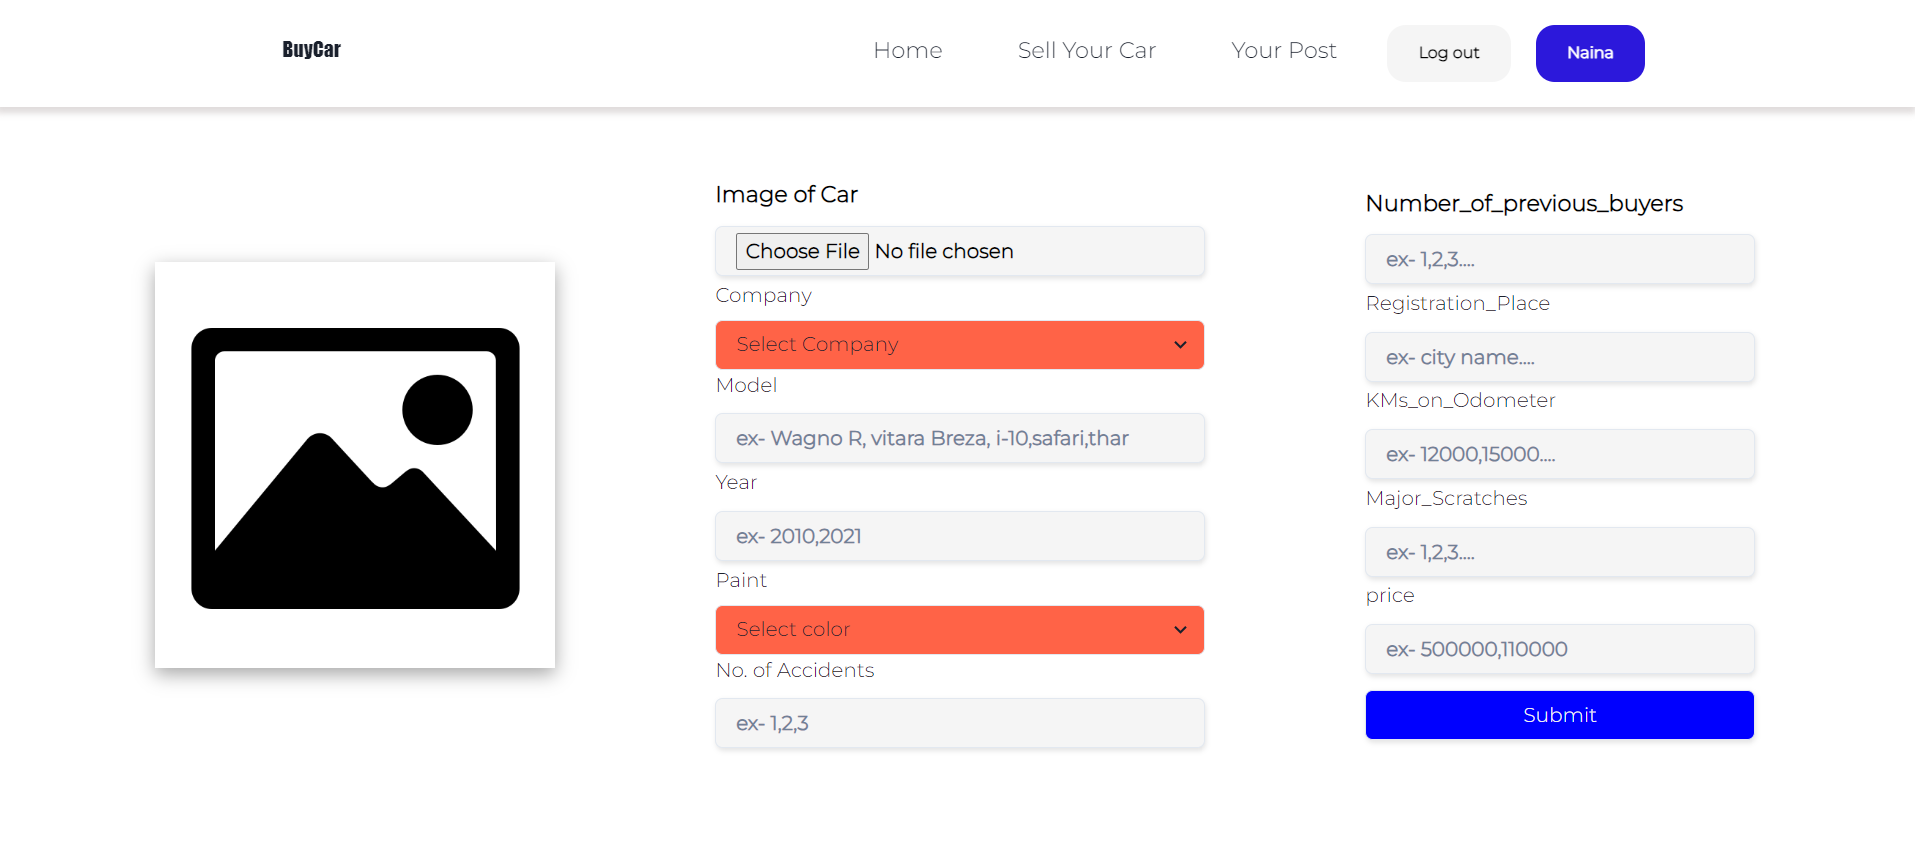 BuyCar
Home
Sell Your Car
Your Post
Log out
Naina
Image of Car
Choose File No file chosen
Company
Select Company
Model
ex- Wagno R, vitara Breza, i-10,safari,thar
Year
ex- 2010,2021
Paint
Select color
No. of Accidents
ex- 1,2,3
Number_of_previous_buyers
ex- 1,2,3....
Registration_Place
ex- city name....
KMs_on_Odometer
ex- 12000,15000....
Major_Scratches
ex- 1,2,3....
price
ex- 500000,110000
Submit